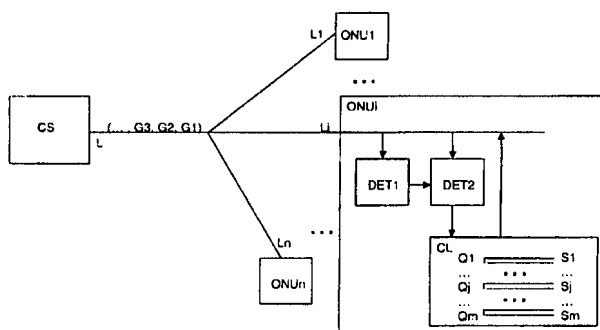 L1
ONU1
...
ONUi
CS
(..., G3, G2, G1)
L
Li
DET1
DET2
...
Ln
ONUn
CL
Q1
S1
...
...
...
Qj
Sj
...
...
...
Qm
Sm